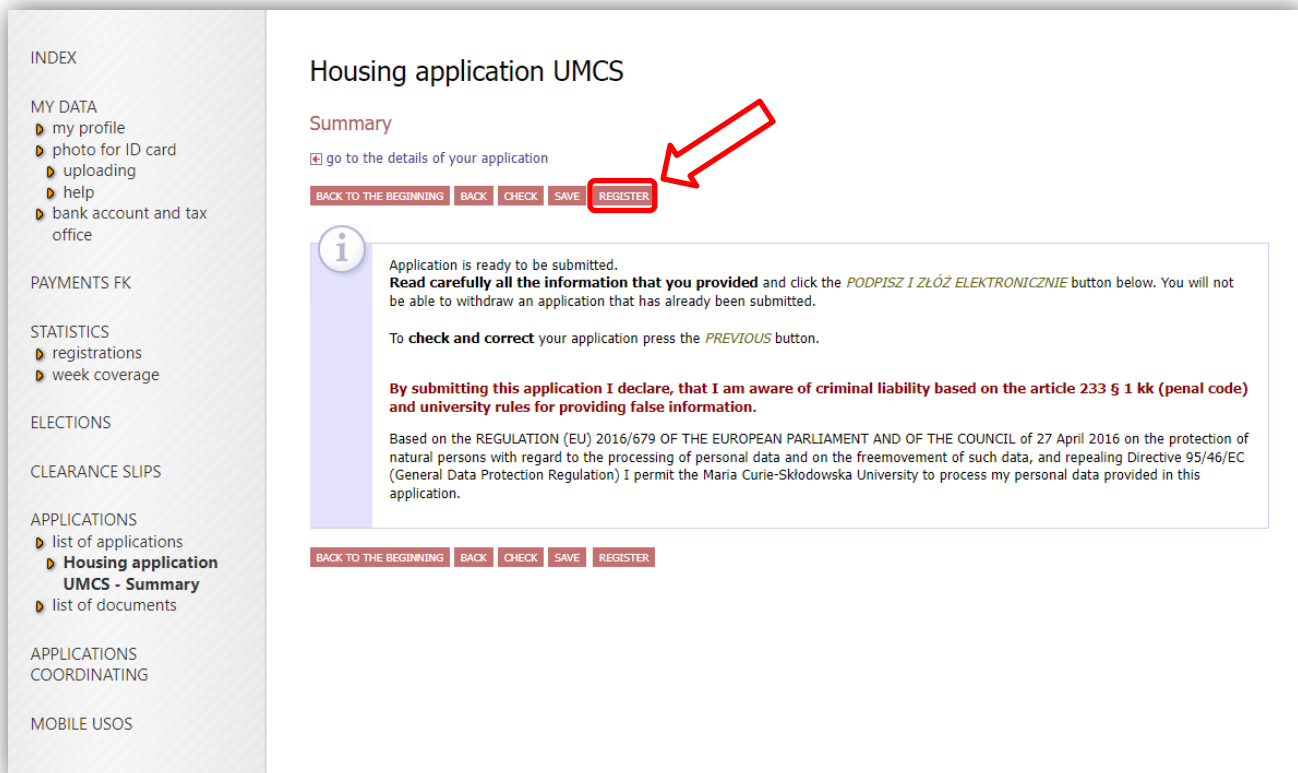 INDEX
MY DATA
my profile
photo for ID card
uploading
help
bank account and tax
office
PAYMENTS FK
STATISTICS
registrations
week coverage
ELECTIONS
CLEARANCE SLIPS
APPLICATIONS
list of applications
Housing application
UMCS - Summary
list of documents
APPLICATIONS
COORDINATING
MOBILE USOS
Housing application UMCS
Summary
go to the details of your application
BACK TO THE BEGINNING BACK CHECK SAVE REGISTER
i
Application is ready to be submitted.
Read carefully all the information that you provided and click the PODPISZ I ZŁÓŻ ELEKTRONICZNIE button below. You will not
be able to withdraw an application that has already been submitted.
To check and correct your application press the PREVIOUS button.
By submitting this application I declare, that I am aware of criminal liability based on the article 233 § 1 kk (penal code)
and university rules for providing false information.
Based on the REGULATION (EU) 2016/679 OF THE EUROPEAN PARLIAMENT AND OF THE COUNCIL of 27 April 2016 on the protection of
natural persons with regard to the processing of personal data and on the freemovement of such data, and repealing Directive 95/46/EC
(General Data Protection Regulation) I permit the Maria Curie-Skłodowska University to process my personal data provided in this
application.
BACK TO THE BEGINNING BACK CHECK SAVE REGISTER